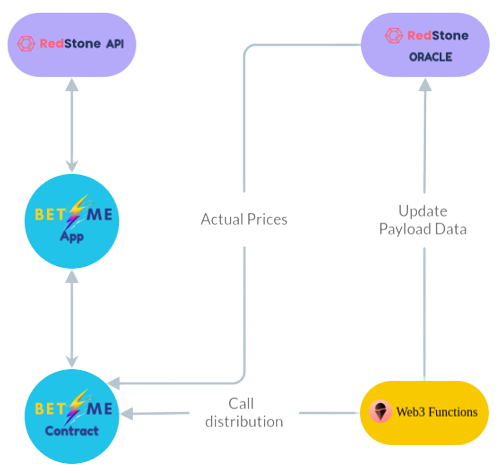 RedStone API
RedStone
ORACLE
BET ME
App
Actual Prices
Update
Payload Data
BET ME
Contract
Call
distribution
Web3 Functions